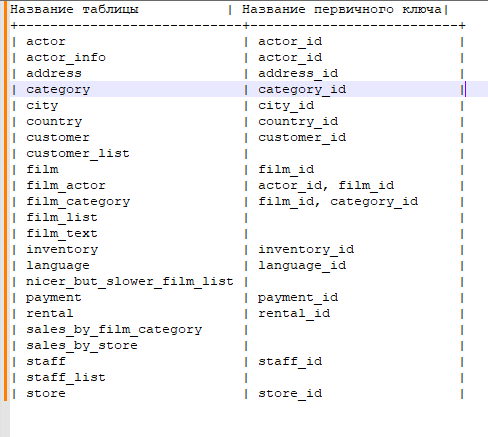 Название таблицы | Название первичного ключа|
+----------------------------+---------------------------+
| actor | actor_id |
| actor_info | actor_id |
| address | address_id |
| category | category_id |
| city | city_id |
| country | country_id |
| customer | customer_id |
| customer_list | |
| film | film_id |
| film_actor | actor_id, film_id |
| film_category | film_id, category_id |
| film_list | |
| film_text | |
| inventory | inventory_id |
| language | language_id |
| nicer_but_slower_film_list | |
| payment | payment_id |
| rental | rental_id |
| sales_by_film_category | |
| sales_by_store | |
| staff | staff_id |
| staff_list | |
| store | store_id |